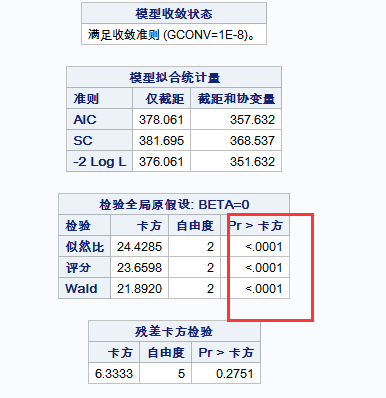 模型收敛状态
满足收敛准则 (GCONV=1E-8)。
模型拟合统计量
准则 仅截距 截距和协变量
AIC 378.061 357.632
SC 381.695 368.537
-2 Log L 376.061 351.632
检验全局原假设: BETA=0
检验 卡方 自由度 Pr > 卡方
似然比 24.4285 2 <.0001
评分 23.6598 2 <.0001
Wald 21.8920 2 <.0001
残差卡方检验
卡方 自由度 Pr > 卡方
6.3333 5 0.2751